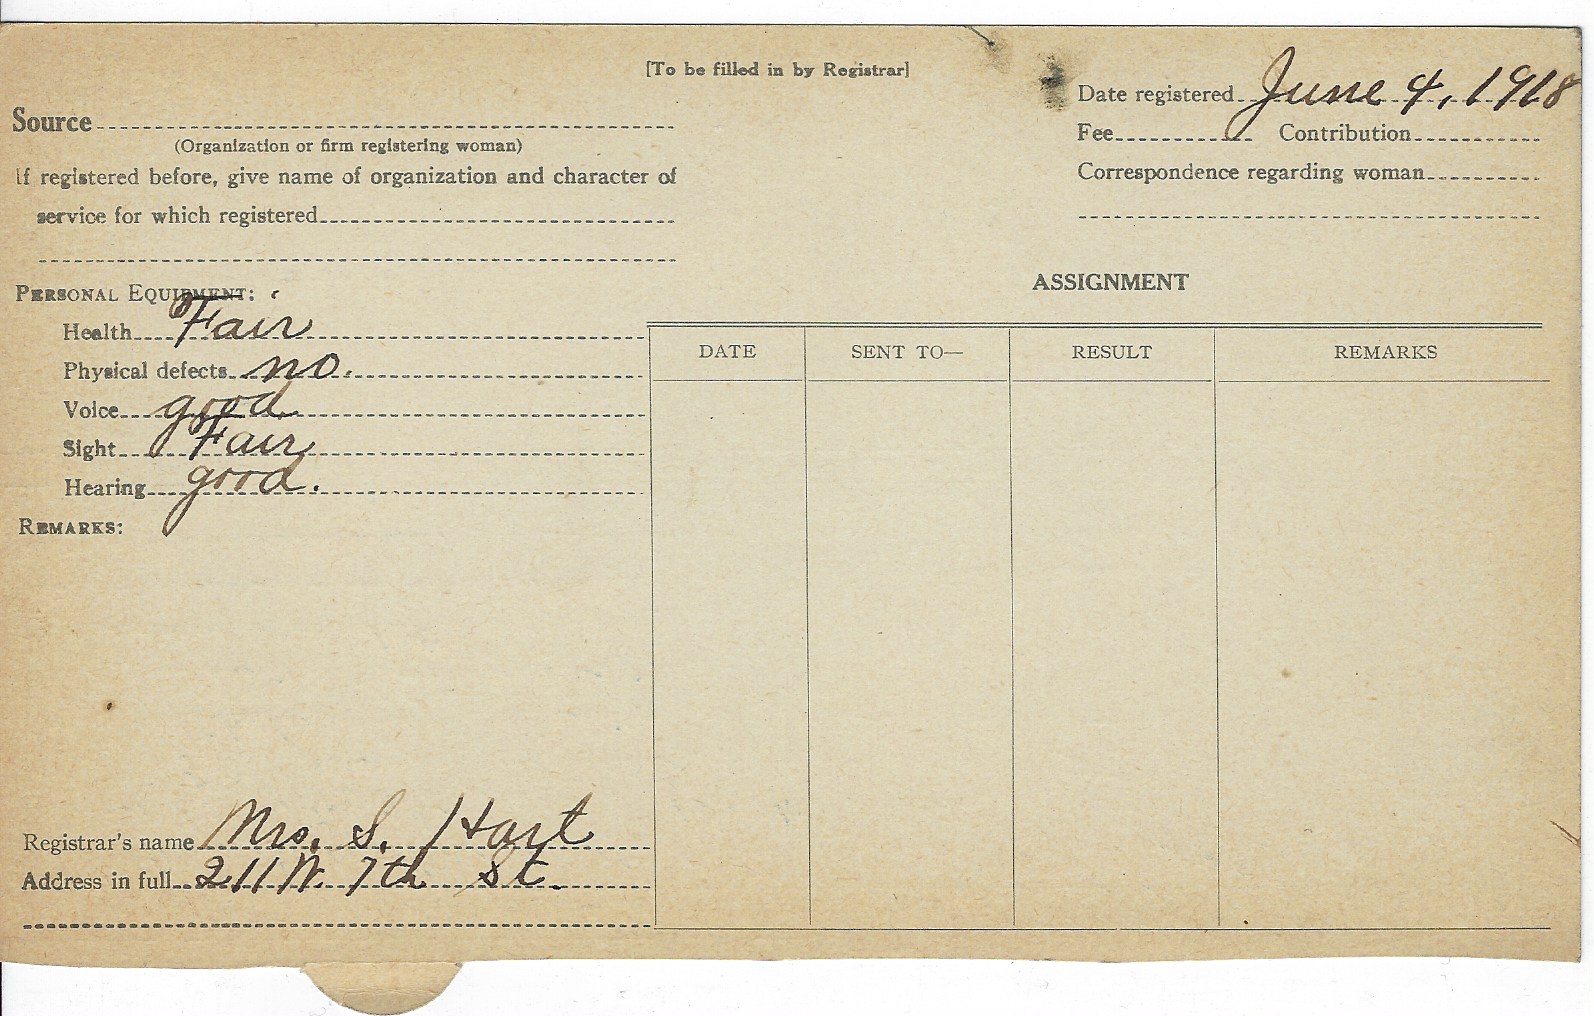 [To be filled in by Registrar]
Date registered June 4, 1918
Source
(Organization or firm registering woman)
Fee Contribution
If registered before, give name of organization and character of
Correspondence regarding woman
service for which registered
ASSIGNMENT
PERSONAL EQUIPMENT:
Health Fair
DATE SENT TO— RESULT REMARKS
Physical defects no.
Voice good
Sight Fair
Hearing good.
REMARKS:
Registrar's name Mrs. S. Hart
Address in full 211 W. 7th St.